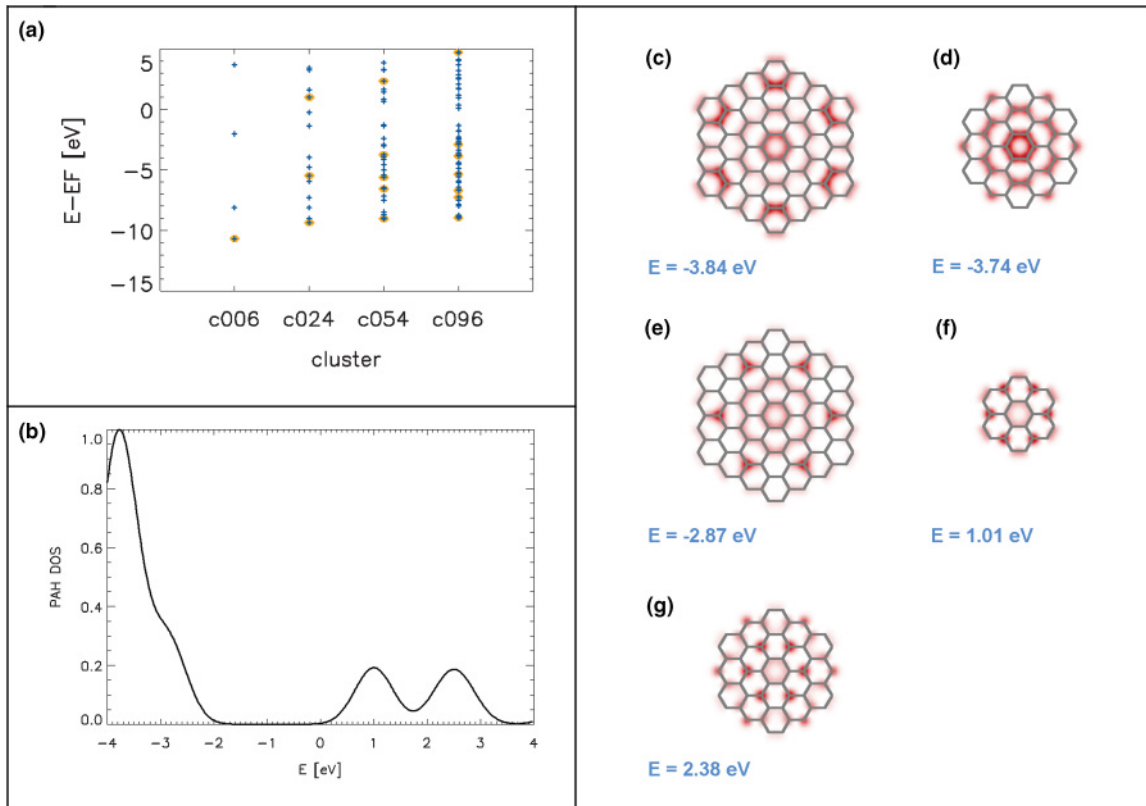 (a)
5
0
−5
−10
−15
E−EF [eV]
c006 c024 c054 c096
cluster
(b)
1.0
0.8
0.6
0.4
0.2
0.0
PAH DOS
−4 −3 −2 −1 0 1 2 3 4
E [eV]
(c)
E = -3.84 eV
(d)
E = -3.74 eV
(e)
E = -2.87 eV
(f)
E = 1.01 eV
(g)
E = 2.38 eV